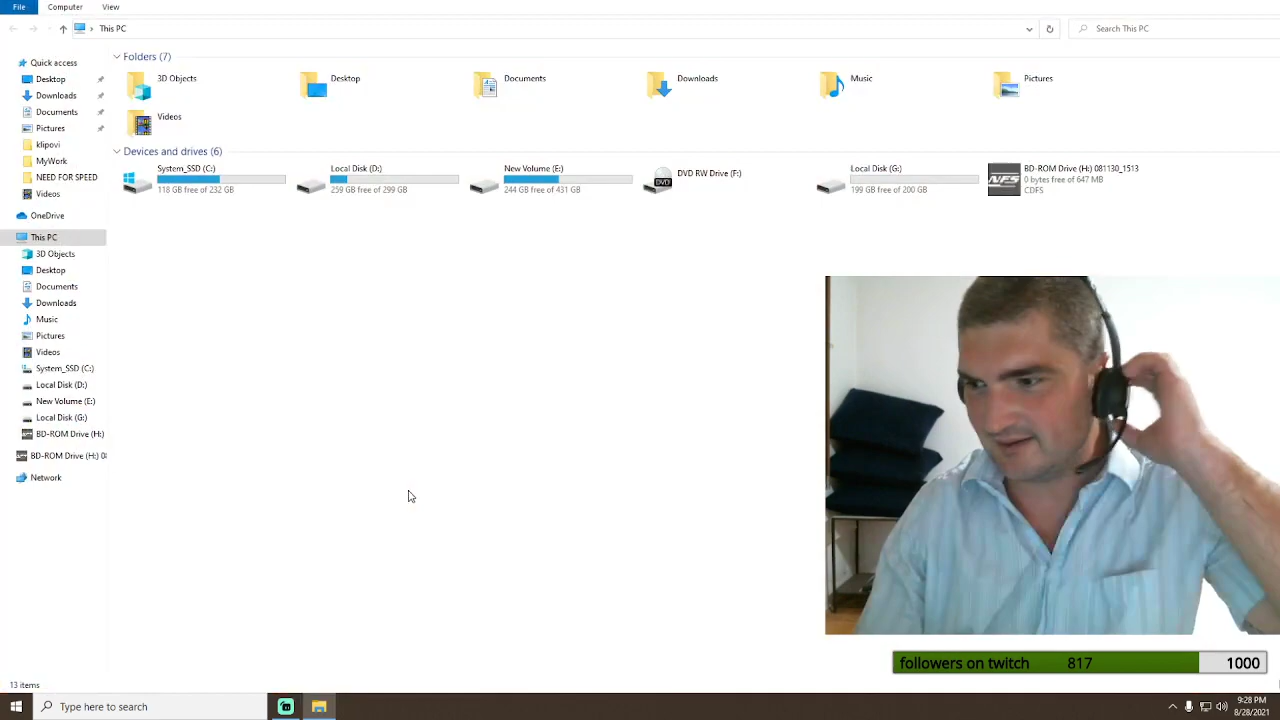 File Computer View
This PC
Search This PC
Folders (7)
3D Objects
Desktop
Documents
Downloads
Music
Pictures
Videos
Devices and drives (6)
System_SSD (C:)
118 GB free of 232 GB
Local Disk (D:)
259 GB free of 299 GB
New Volume (E:)
244 GB free of 431 GB
DVD RW Drive (F:)
DVD
Local Disk (G:)
199 GB free of 200 GB
NFS
BD-ROM Drive (H:) 081130_1513
0 bytes free of 647 MB
CDFS
Quick access
Desktop
Downloads
Documents
Pictures
klipovi
MyWork
NEED FOR SPEED
Videos
OneDrive
This PC
3D Objects
Desktop
Documents
Downloads
Music
Pictures
Videos
System_SSD (C:)
Local Disk (D:)
New Volume (E:)
Local Disk (G:)
BD-ROM Drive (H:)
BD-ROM Drive (H:) 08
Network
followers on twitch 817 1000
13 items
Type here to search
9:28 PM
8/28/2021